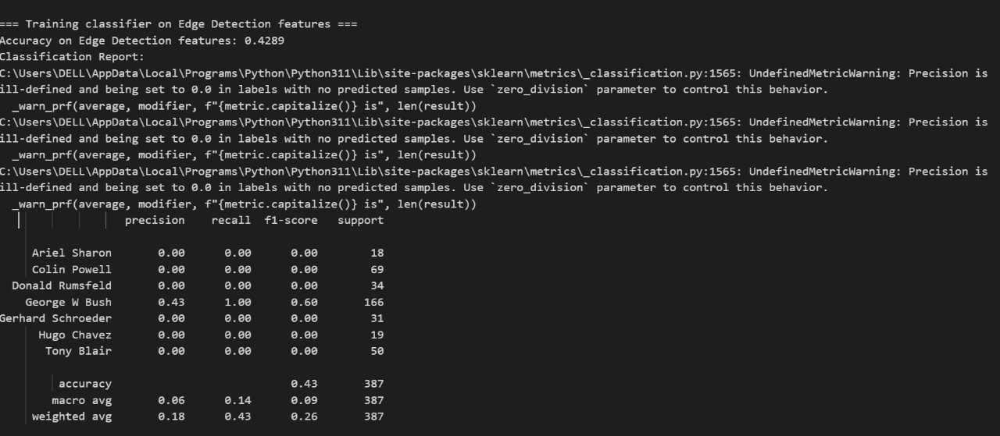 === Training classifier on Edge Detection features ===
Accuracy on Edge Detection features: 0.4289
Classification Report:
C:\Users\DELL\AppData\Local\Programs\Python\Python311\Lib\site-packages\sklearn\metrics\_classification.py:1565: UndefinedMetricWarning: Precision is
ill-defined and being set to 0.0 in labels with no predicted samples. Use `zero_division` parameter to control this behavior.
  _warn_prf(average, modifier, f"{metric.capitalize()} is", len(result))
C:\Users\DELL\AppData\Local\Programs\Python\Python311\Lib\site-packages\sklearn\metrics\_classification.py:1565: UndefinedMetricWarning: Precision is
ill-defined and being set to 0.0 in labels with no predicted samples. Use `zero_division` parameter to control this behavior.
  _warn_prf(average, modifier, f"{metric.capitalize()} is", len(result))
C:\Users\DELL\AppData\Local\Programs\Python\Python311\Lib\site-packages\sklearn\metrics\_classification.py:1565: UndefinedMetricWarning: Precision is
ill-defined and being set to 0.0 in labels with no predicted samples. Use `zero_division` parameter to control this behavior.
  _warn_prf(average, modifier, f"{metric.capitalize()} is", len(result))
                   precision    recall  f1-score   support

     Ariel Sharon       0.00      0.00      0.00        18
     Colin Powell       0.00      0.00      0.00        69
  Donald Rumsfeld       0.00      0.00      0.00        34
    George W Bush       0.43      1.00      0.60       166
Gerhard Schroeder       0.00      0.00      0.00        31
      Hugo Chavez       0.00      0.00      0.00        19
       Tony Blair       0.00      0.00      0.00        50

         accuracy                           0.43       387
        macro avg       0.06      0.14      0.09       387
     weighted avg       0.18      0.43      0.26       387